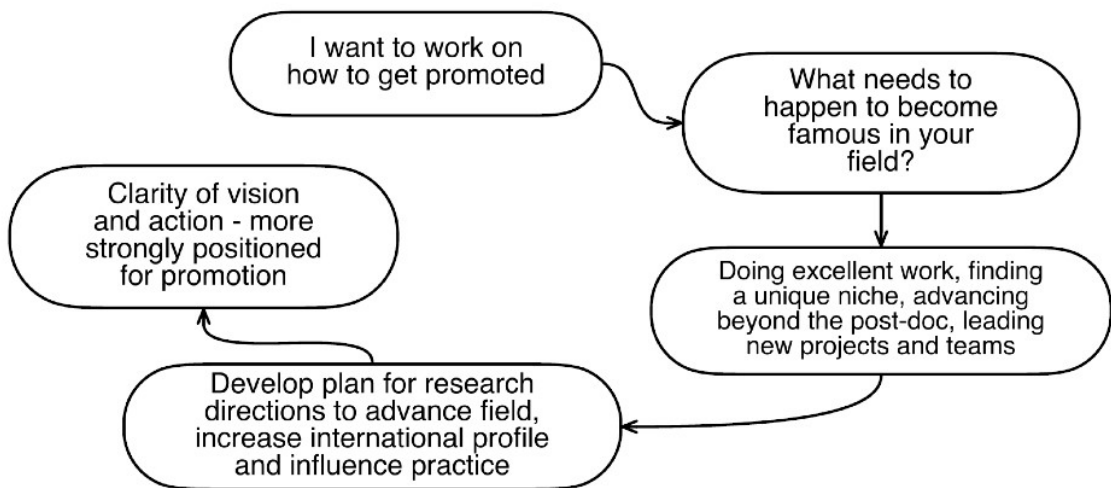 I want to work on
how to get promoted
What needs to
happen to become
famous in your
field?
Doing excellent work, finding
a unique niche, advancing
beyond the post-doc, leading
new projects and teams
Develop plan for research
directions to advance field,
increase international profile
and influence practice
Clarity of vision
and action - more
strongly positioned
for promotion